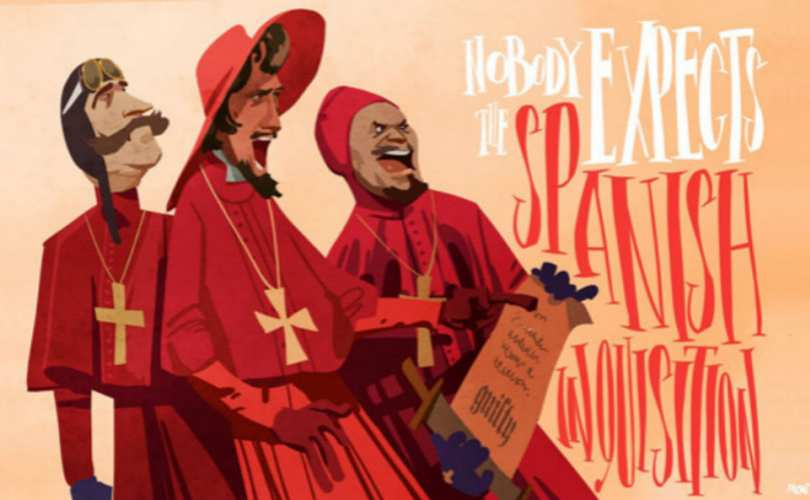 NOBODY EXPECTS
THE SPANISH
INQUISITION
guilty